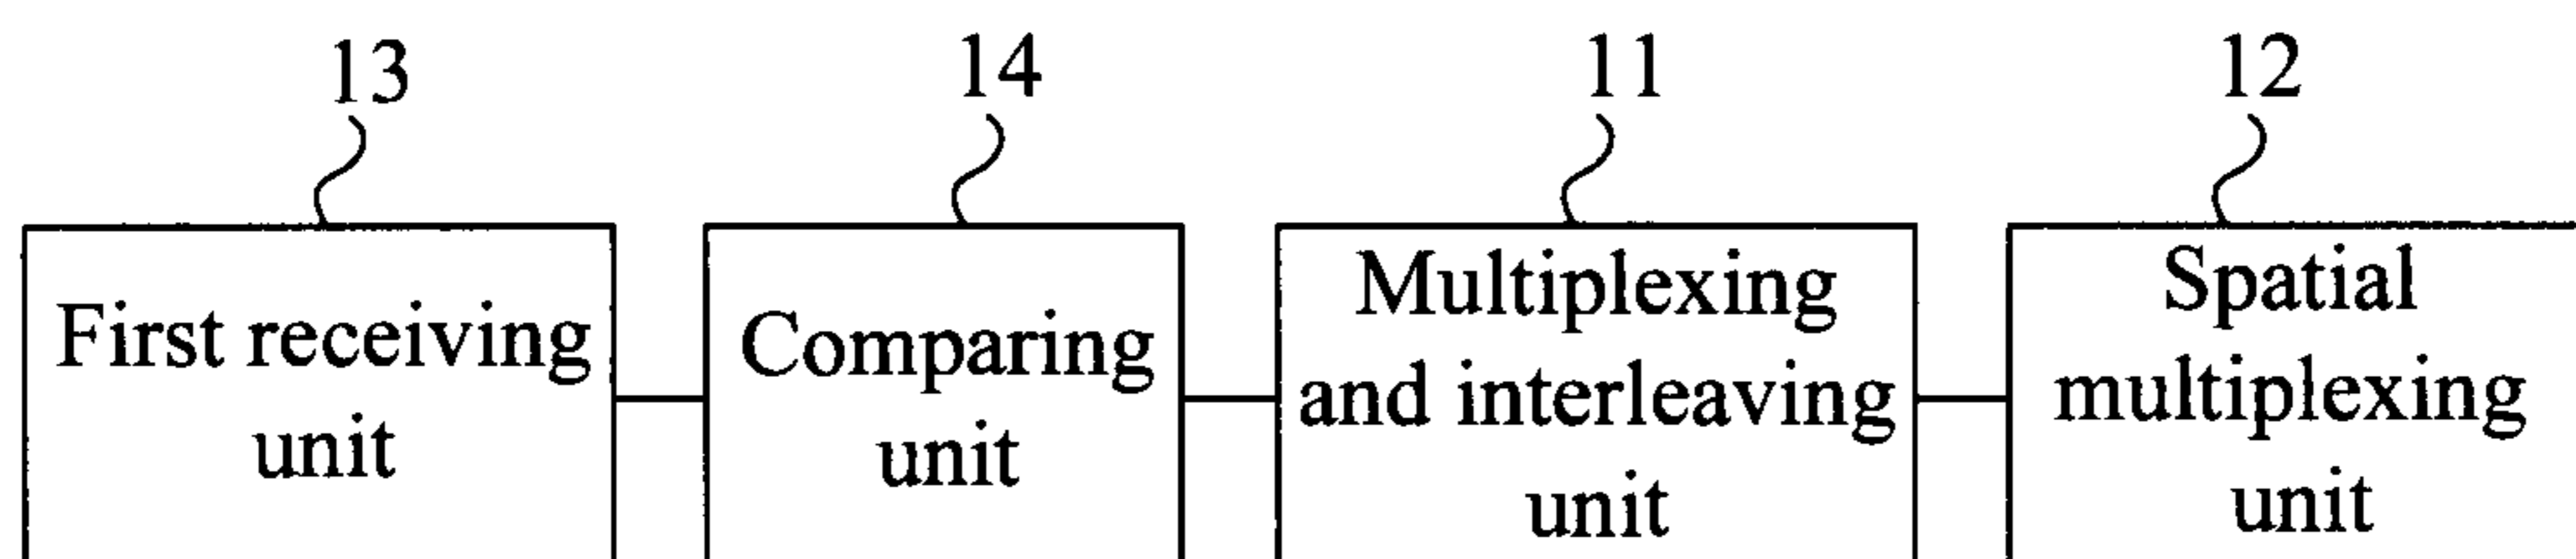 13
14
11
12
First receiving
unit
Comparing
unit
Multiplexing
and interleaving
unit
Spatial
multiplexing
unit